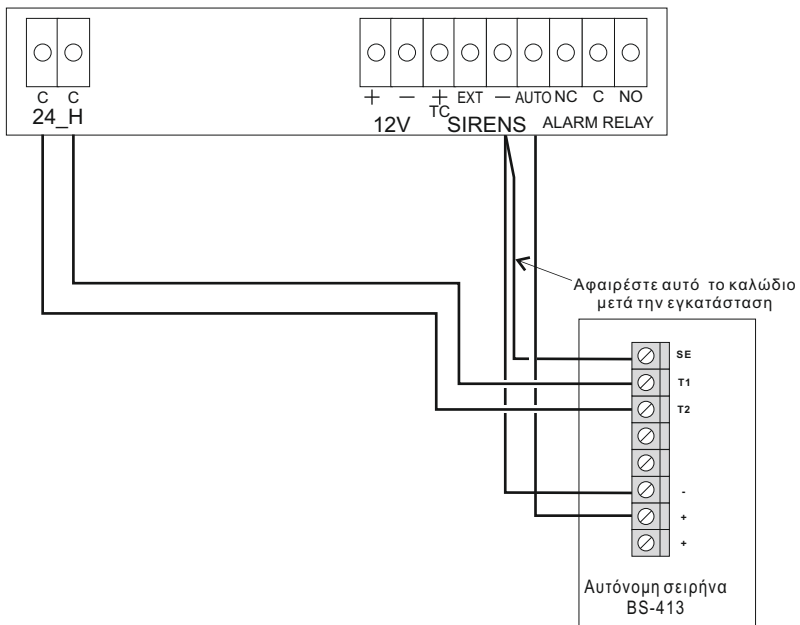 C C
24_H
+ − + EXT − AUTO NC C NO
TC
12V SIRENS ALARM RELAY
Αφαιρέστε αυτό το καλώδιο
μετά την εγκατάσταση
SE
T1
T2
-
+
+
Αυτόνομη σειρήνα
BS-413